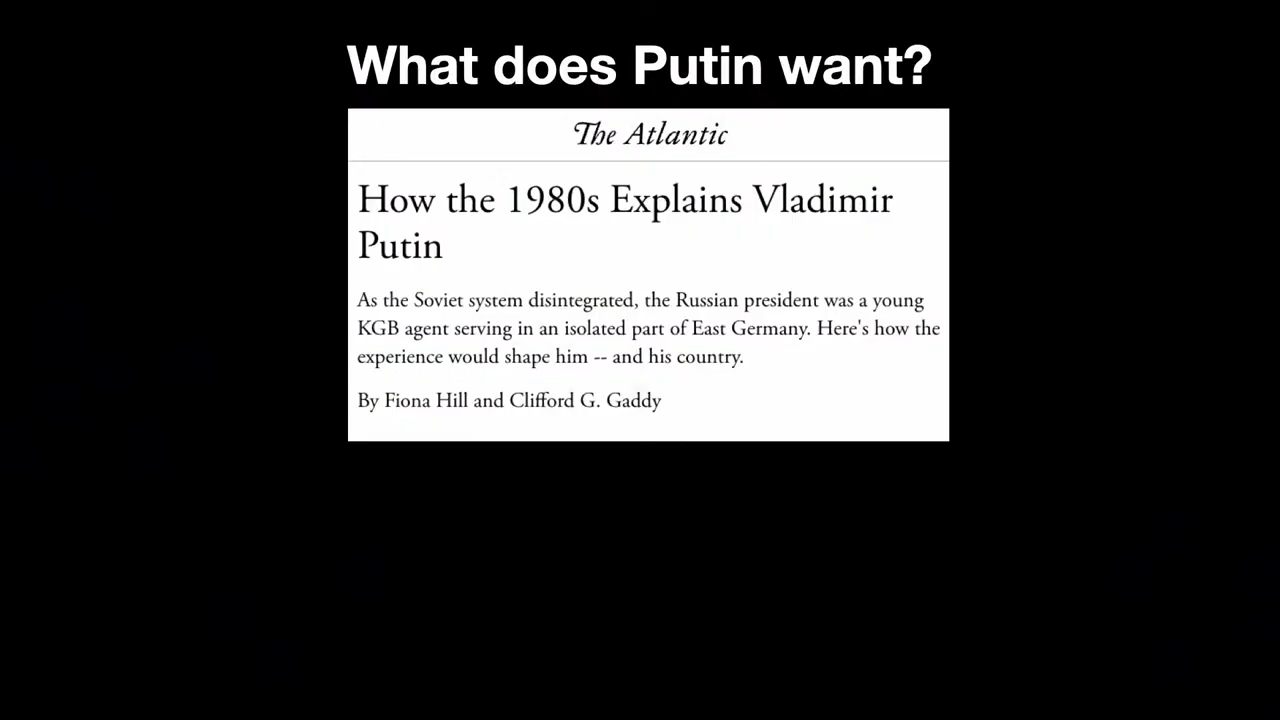 What does Putin want?
The Atlantic
How the 1980s Explains Vladimir
Putin
As the Soviet system disintegrated, the Russian president was a young
KGB agent serving in an isolated part of East Germany. Here's how the
experience would shape him -- and his country.
By Fiona Hill and Clifford G. Gaddy